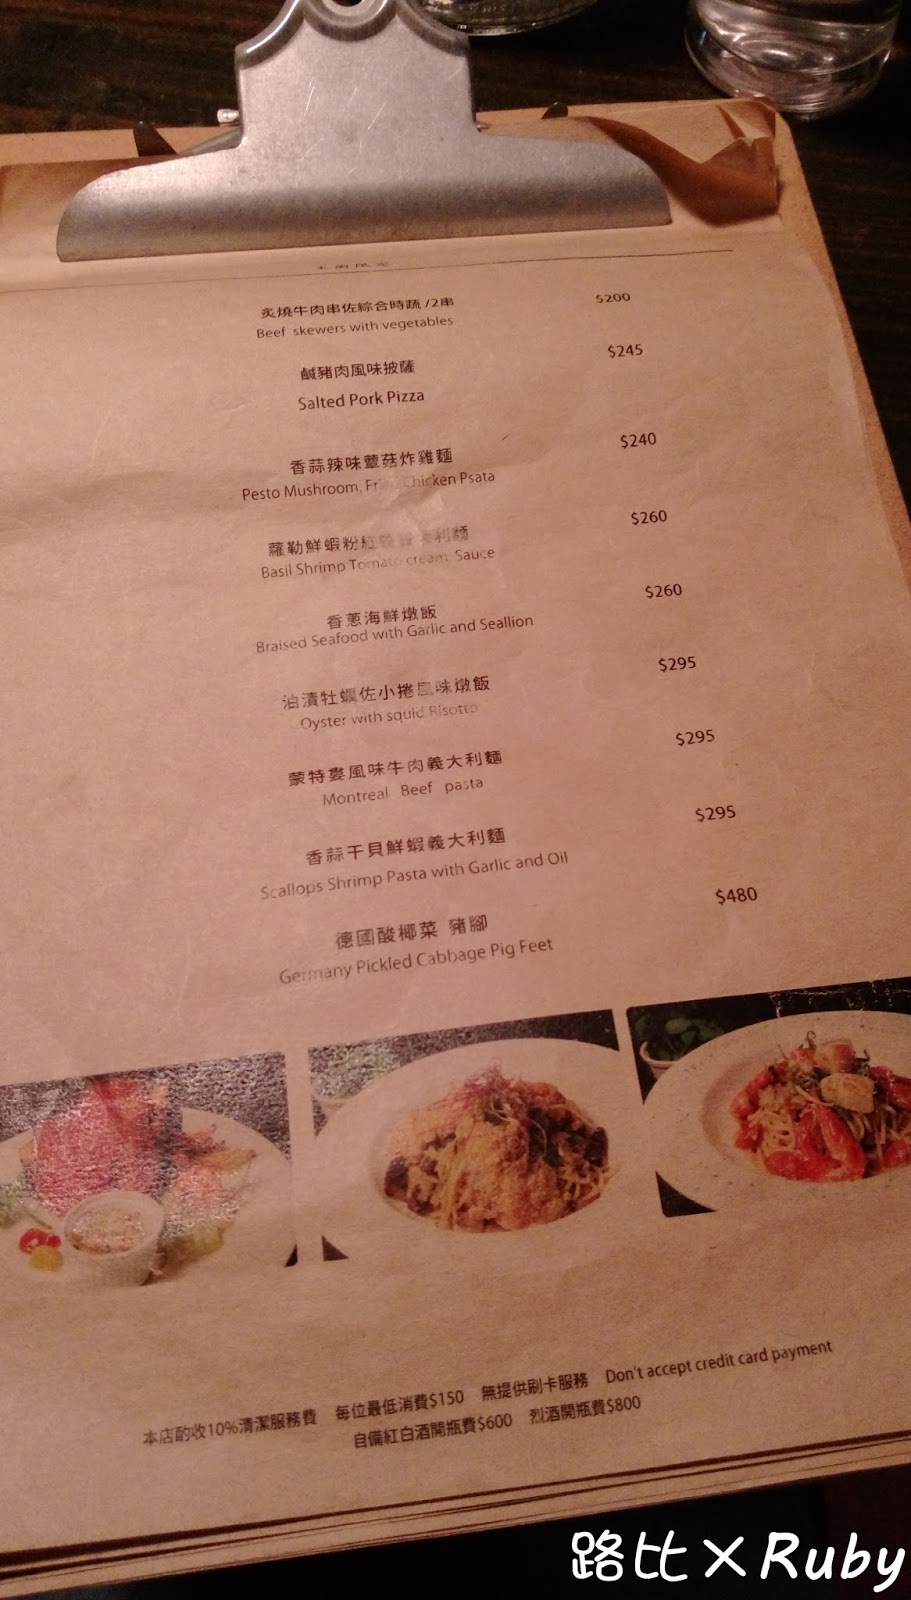 主廚限定
炙燒牛肉串佐綜合時蔬 /2串 $200
Beef skewers with vegetables
鹹豬肉風味披薩 $245
Salted Pork Pizza
香蒜辣味蕈菇炸雞麵 $240
Pesto Mushroom, Chicken Psata
蘿勒鮮蝦粉紅 利麵 $260
Basil Shrimp Tomato cream Sauce
香蔥海鮮燉飯 $260
Braised Seafood with Garlic and Seallion
油漬牡蠣佐小捲風味燉飯 $295
Oyster with squid Risotto
蒙特婁風味牛肉義大利麵 $295
Montreal Beef pasta
香蒜干貝鮮蝦義大利麵 $295
Scallops Shrimp Pasta with Garlic and Oil
德國酸椰菜 豬腳 $480
Germany Pickled Cabbage Pig Feet
本店酌收10%清潔服務費 每位最低消費$150 無提供刷卡服務 Don't accept credit card payment
自備紅白酒開瓶費$600 烈酒開瓶費$800
路比×Ruby